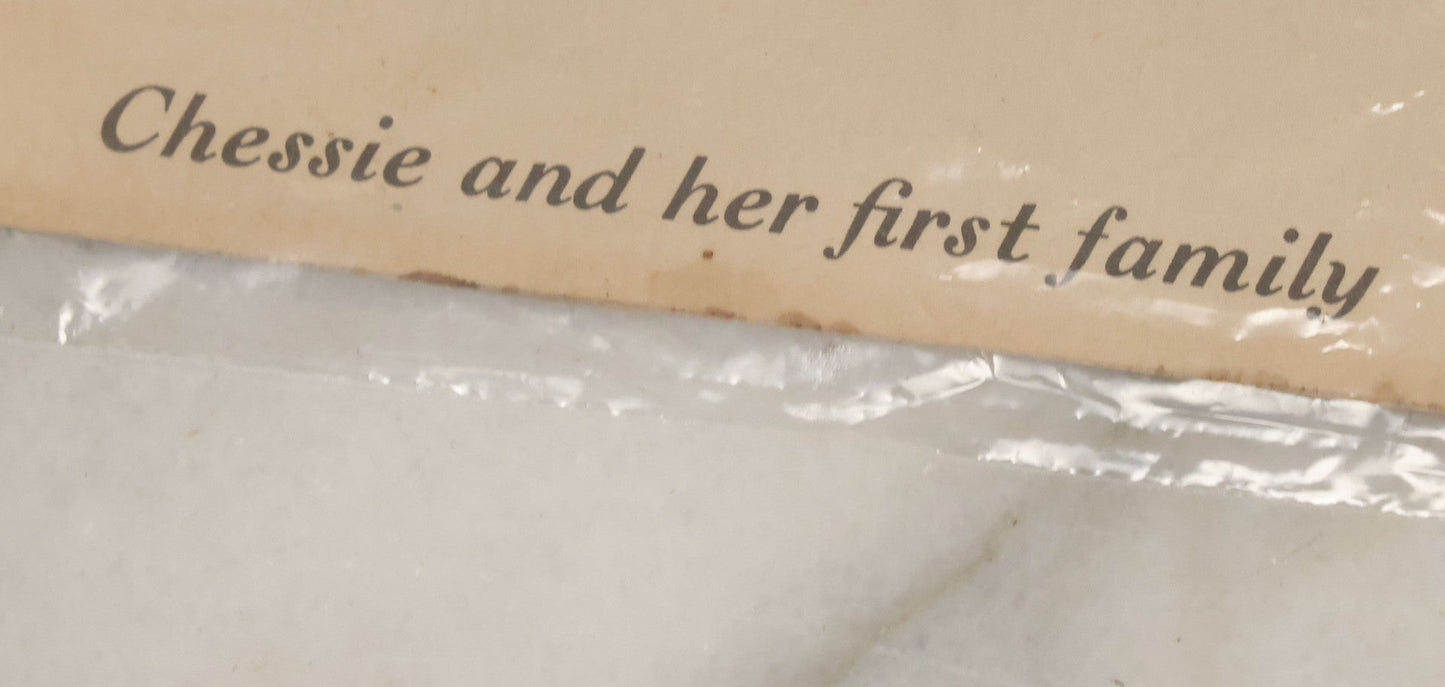 Chessie and her first family